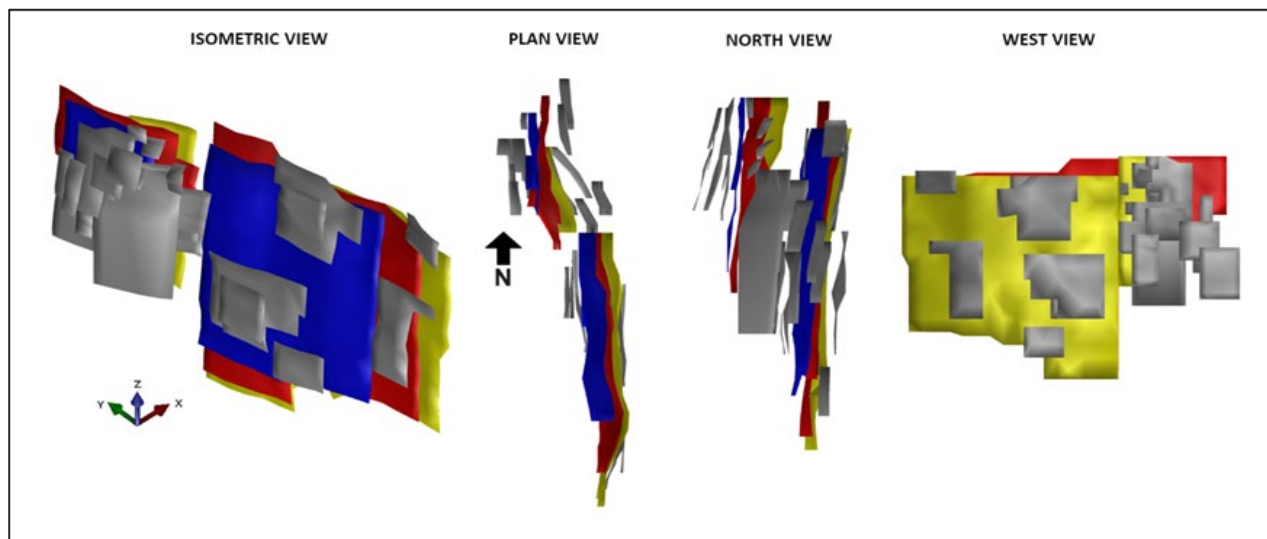 ISOMETRIC VIEW
PLAN VIEW
NORTH VIEW
WEST VIEW
N
Z
Y
X